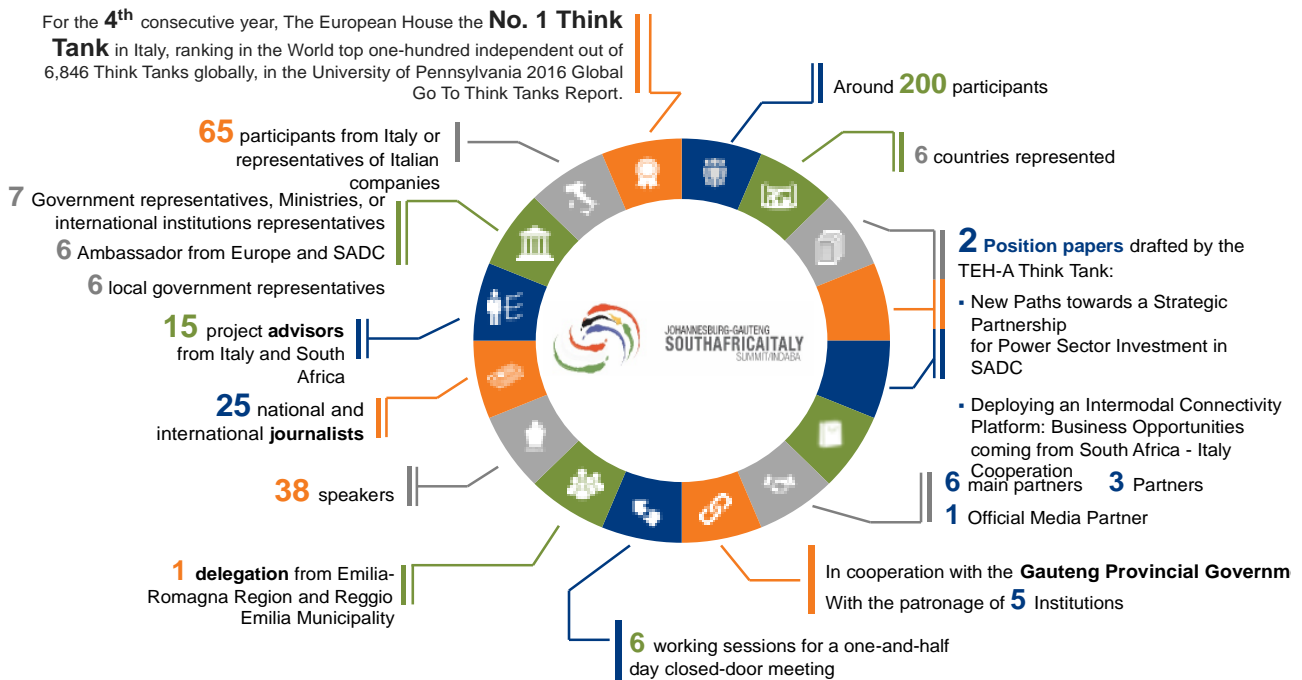 For the 4th consecutive year, The European House the No. 1 Think
Tank in Italy, ranking in the World top one-hundred independent out of
6,846 Think Tanks globally, in the University of Pennsylvania 2016 Global
Go To Think Tanks Report.
Around 200 participants
65 participants from Italy or
representatives of Italian
companies
6 countries represented
7 Government representatives, Ministries, or
international institutions representatives
6 Ambassador from Europe and SADC
6 local government representatives
2 Position papers drafted by the
TEH-A Think Tank:
▪ New Paths towards a Strategic
Partnership
for Power Sector Investment in
SADC
▪ Deploying an Intermodal Connectivity
Platform: Business Opportunities
coming from South Africa - Italy
Cooperation
JOHANNESBURG-GAUTENG
SOUTHAFRICAITALY
SUMMIT/INDABA
15 project advisors
from Italy and South
Africa
25 national and
international journalists
38 speakers
6 main partners 3 Partners
1 Official Media Partner
1 delegation from Emilia-
Romagna Region and Reggio
Emilia Municipality
In cooperation with the Gauteng Provincial Governm
With the patronage of 5 Institutions
6 working sessions for a one-and-half
day closed-door meeting